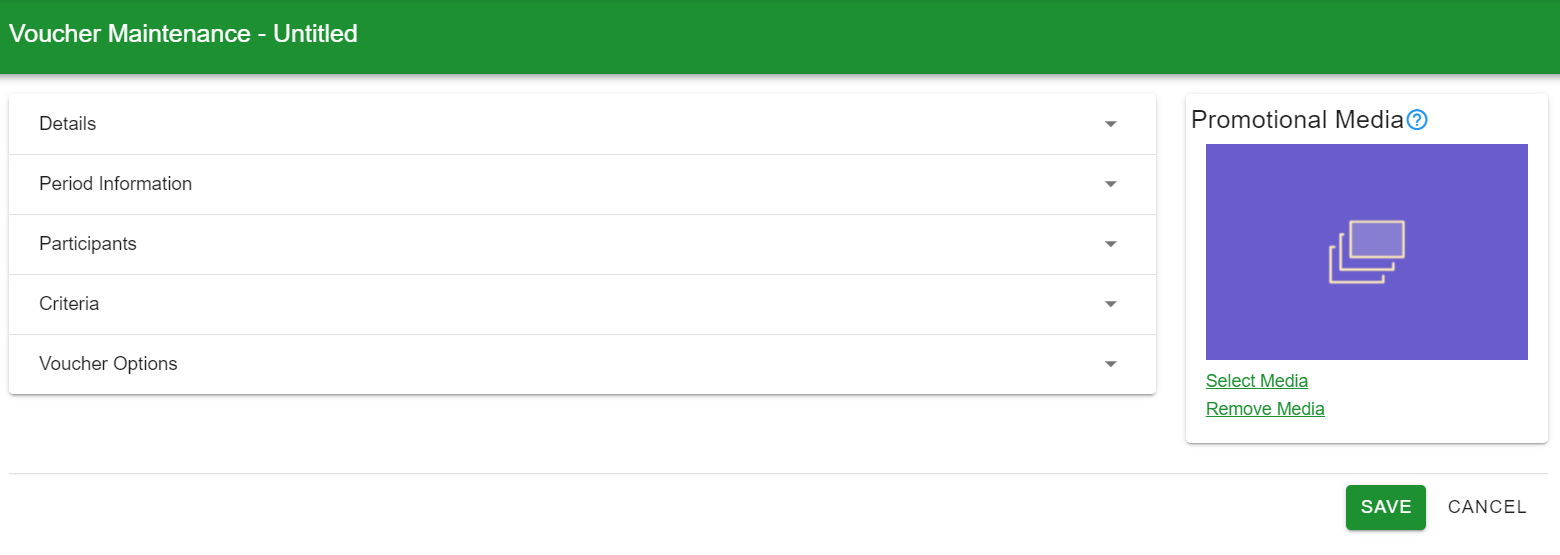 Voucher Maintenance - Untitled
Details
Period Information
Participants
Criteria
Voucher Options
Promotional Media
Select Media
Remove Media
SAVE CANCEL